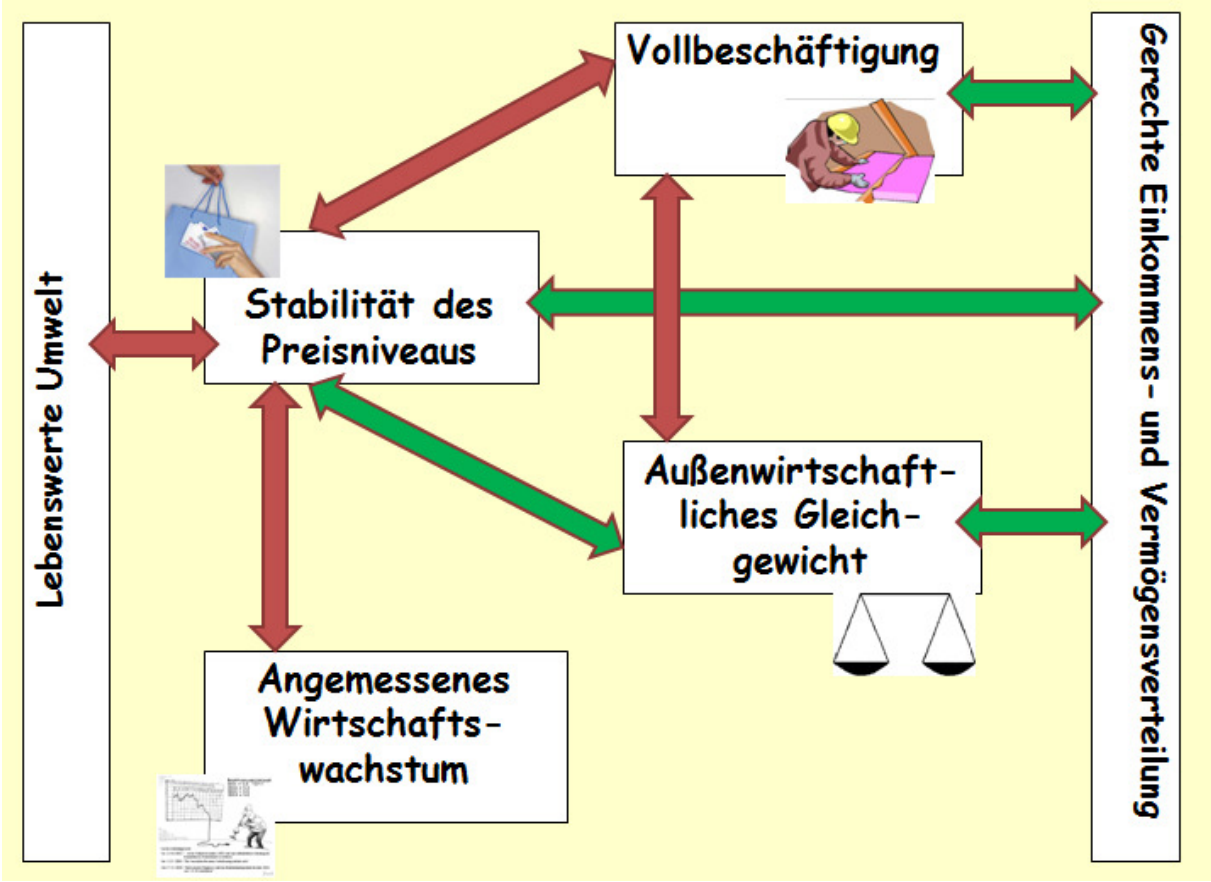 Lebenswerte Umwelt
Vollbeschäftigung
Stabilität des
Preisniveaus
Außenwirtschaft-
liches Gleich-
gewicht
Angemessenes
Wirtschafts-
wachstum
Gerechte Einkommens- und Vermögensverteilung